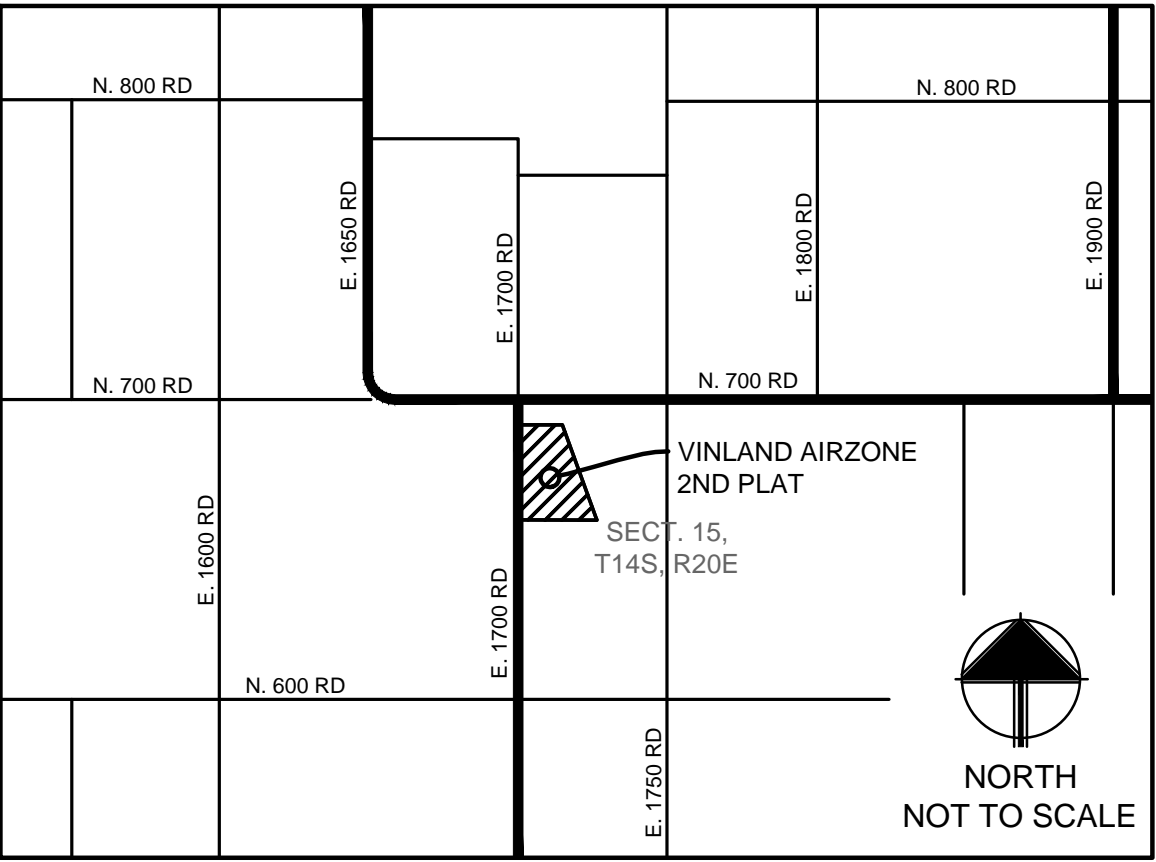 N. 800 RD
N. 800 RD
E. 1650 RD
E. 1700 RD
E. 1800 RD
E. 1900 RD
N. 700 RD
N. 700 RD
VINLAND AIRZONE
2ND PLAT
SECT. 15,
T14S, R20E
E. 1600 RD
E. 1700 RD
N. 600 RD
E. 1750 RD
NORTH
NOT TO SCALE